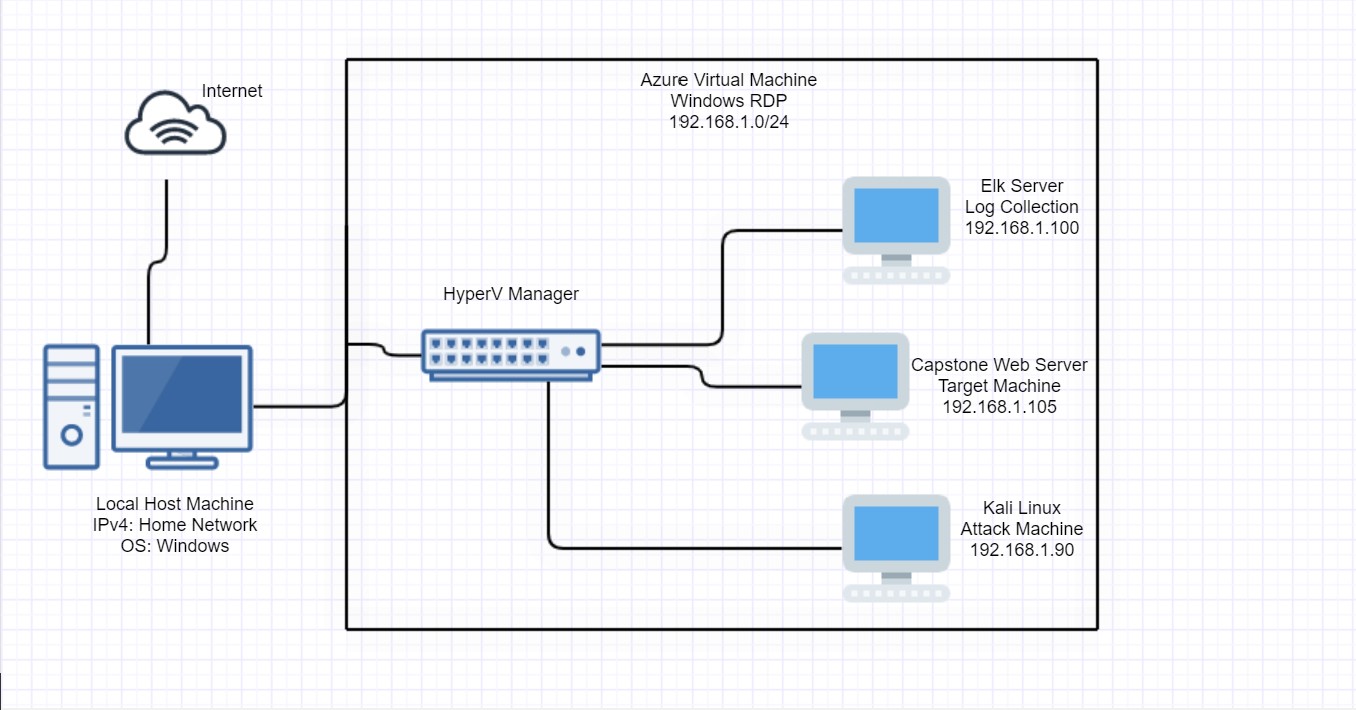 Internet
Azure Virtual Machine
Windows RDP
192.168.1.0/24
Elk Server
Log Collection
192.168.1.100
HyperV Manager
Capstone Web Server
Target Machine
192.168.1.105
Local Host Machine
IPv4: Home Network
OS: Windows
Kali Linux
Attack Machine
192.168.1.90